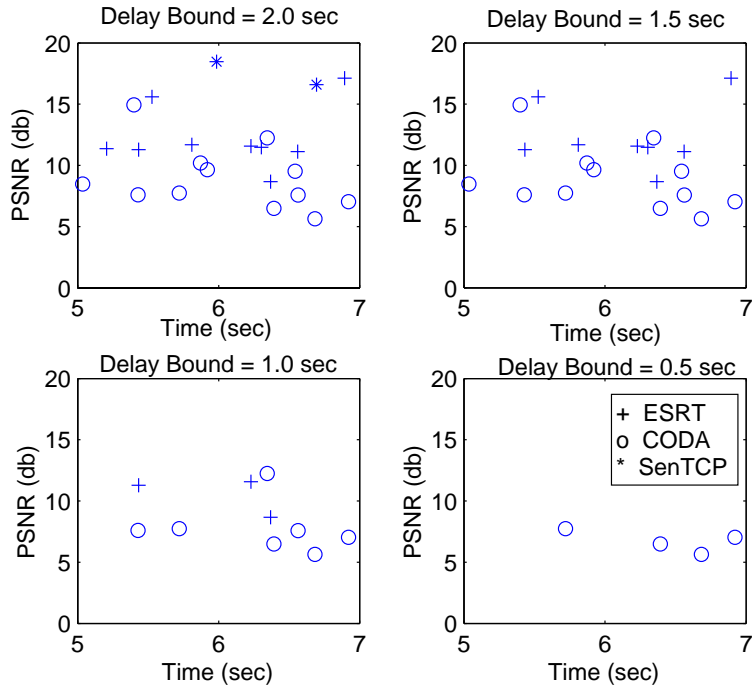 Delay Bound = 2.0 sec
20
15
10
5
0
PSNR (db)
5
6
7
Time (sec)
Delay Bound = 1.5 sec
20
15
10
5
0
PSNR (db)
5
6
7
Time (sec)
Delay Bound = 1.0 sec
20
15
10
5
0
PSNR (db)
5
6
7
Time (sec)
Delay Bound = 0.5 sec
20
15
10
5
0
PSNR (db)
5
6
7
Time (sec)
+ ESRT
o CODA
* SenTCP